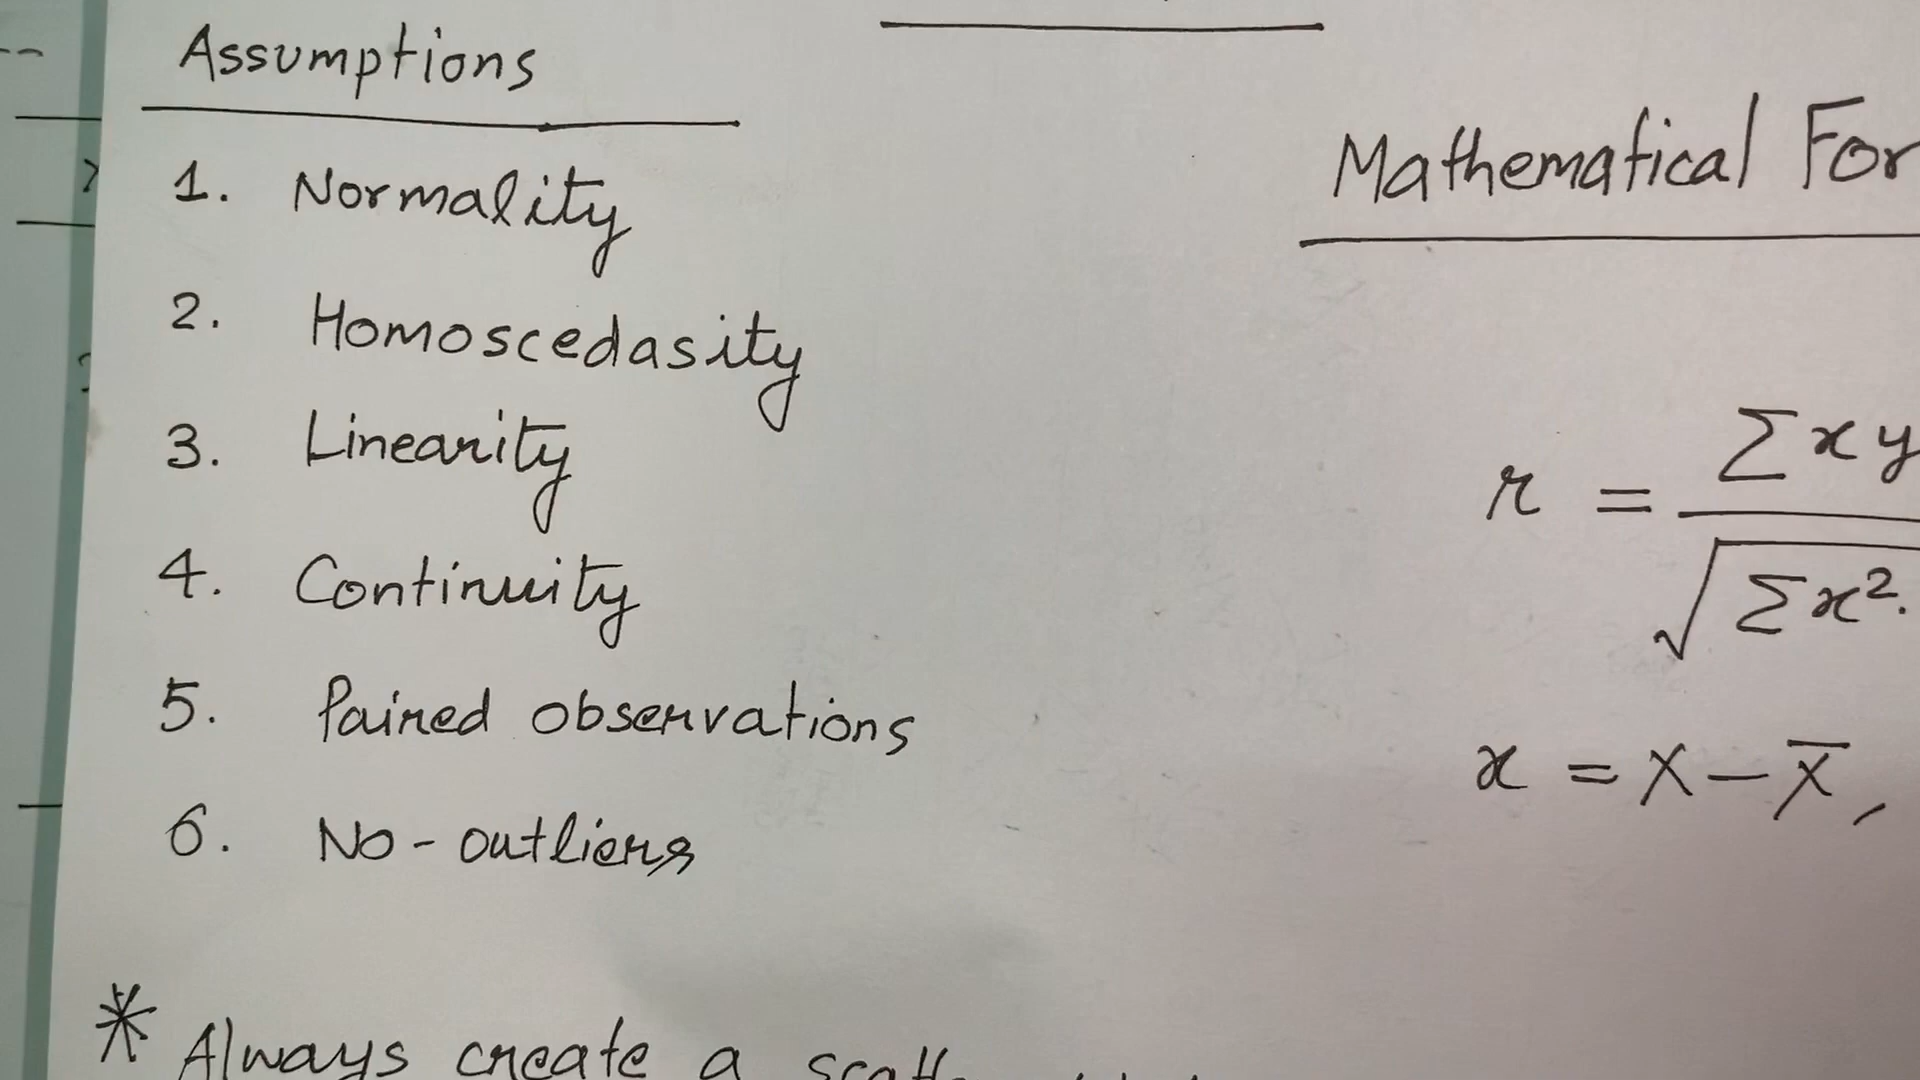 Assumptions
1. Normality
2. Homoscedasity
3. Linearity
4. Continuity
5. Paired observations
6. No-outliers
* Always create a
Mathematical For
r = Σxy / √Σx².
x = X - X̅,